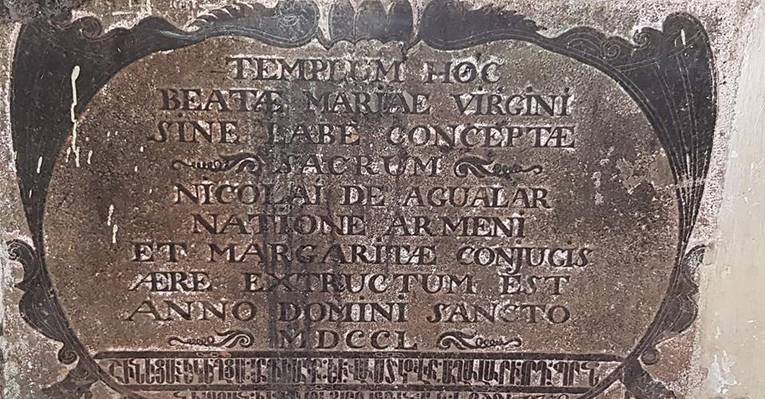 TEMPLUM HOC
BEATÆ MARIAE VIRGINI
SINE LABE CONCEPTÆ
SACRUM
NICOLAI DE AGUALAR
NATIONE ARMENI
ET MARGARITÆ CONJUGIS
ÆRE EXTRUCTUM EST
ANNO DOMINI SANCTO
MDCCL